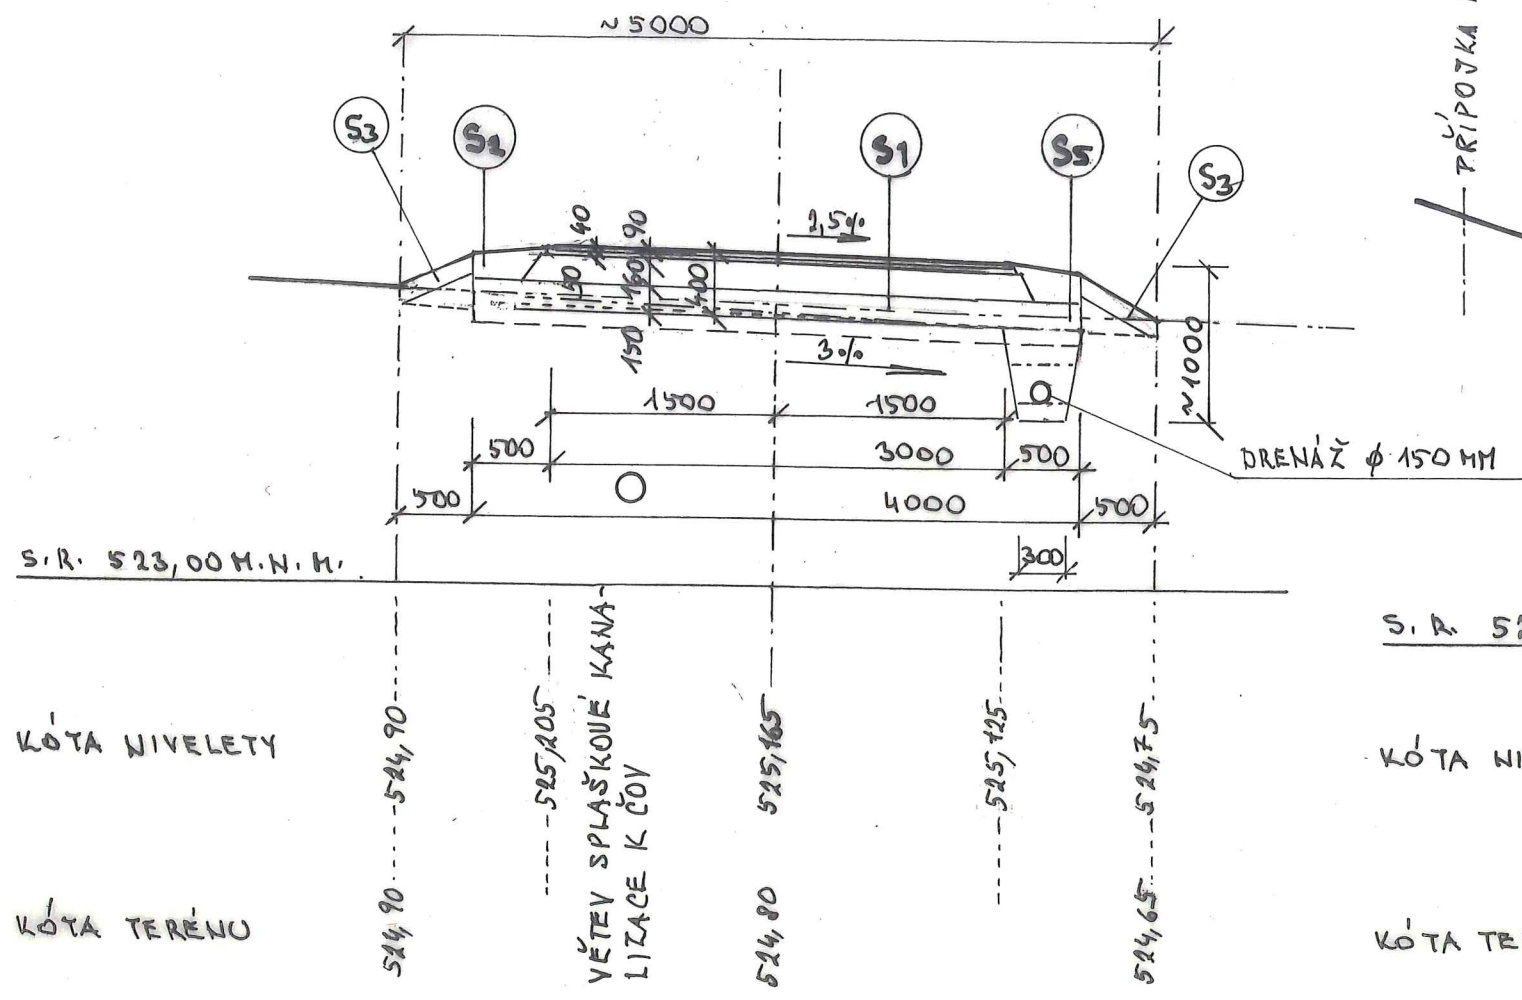 ~5000
PŘÍPOJKA
S3
S2
S1
S5
S3
40
90
2,5%
50
160
400
150
3%
~1000
1500
1500
500
3000
500
DRENÁŽ φ 150 MM
500
4000
500
300
S.R. 523,00 M.N.M.
S.R. 52
KÓTA NIVELETY
524,90
525,205
525,165
525,125
524,75
KÓTA NI
VĚTEV SPLAŠKOVÉ KANA-
LIZACE K ČOV
KÓTA TERÉNU
524,90
524,80
524,65
KÓTA TE